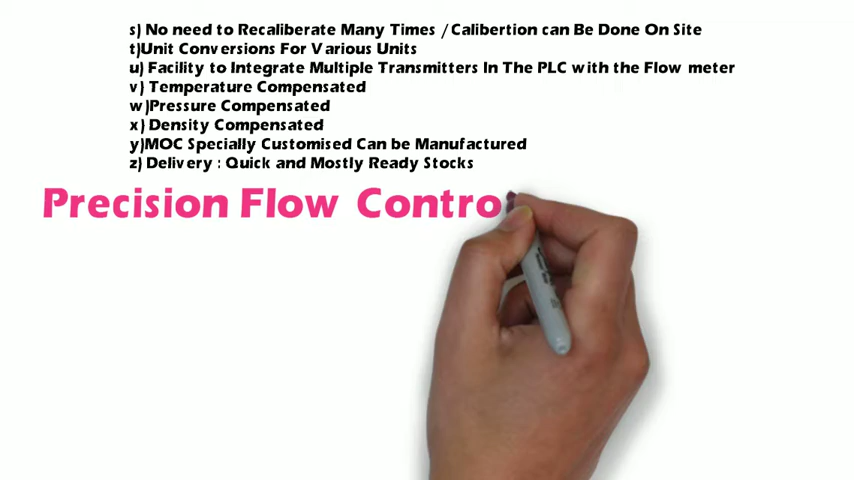 s) No need to Recaliberate Many Times / Calibertion can Be Done On Site
t)Unit Conversions For Various Units
u) Facility to Integrate Multiple Transmitters In The PLC with the Flow meter
v) Temperature Compensated
w)Pressure Compensated
x) Density Compensated
y)MOC Specially Customised Can be Manufactured
z) Delivery : Quick and Mostly Ready Stocks
Precision Flow Contro